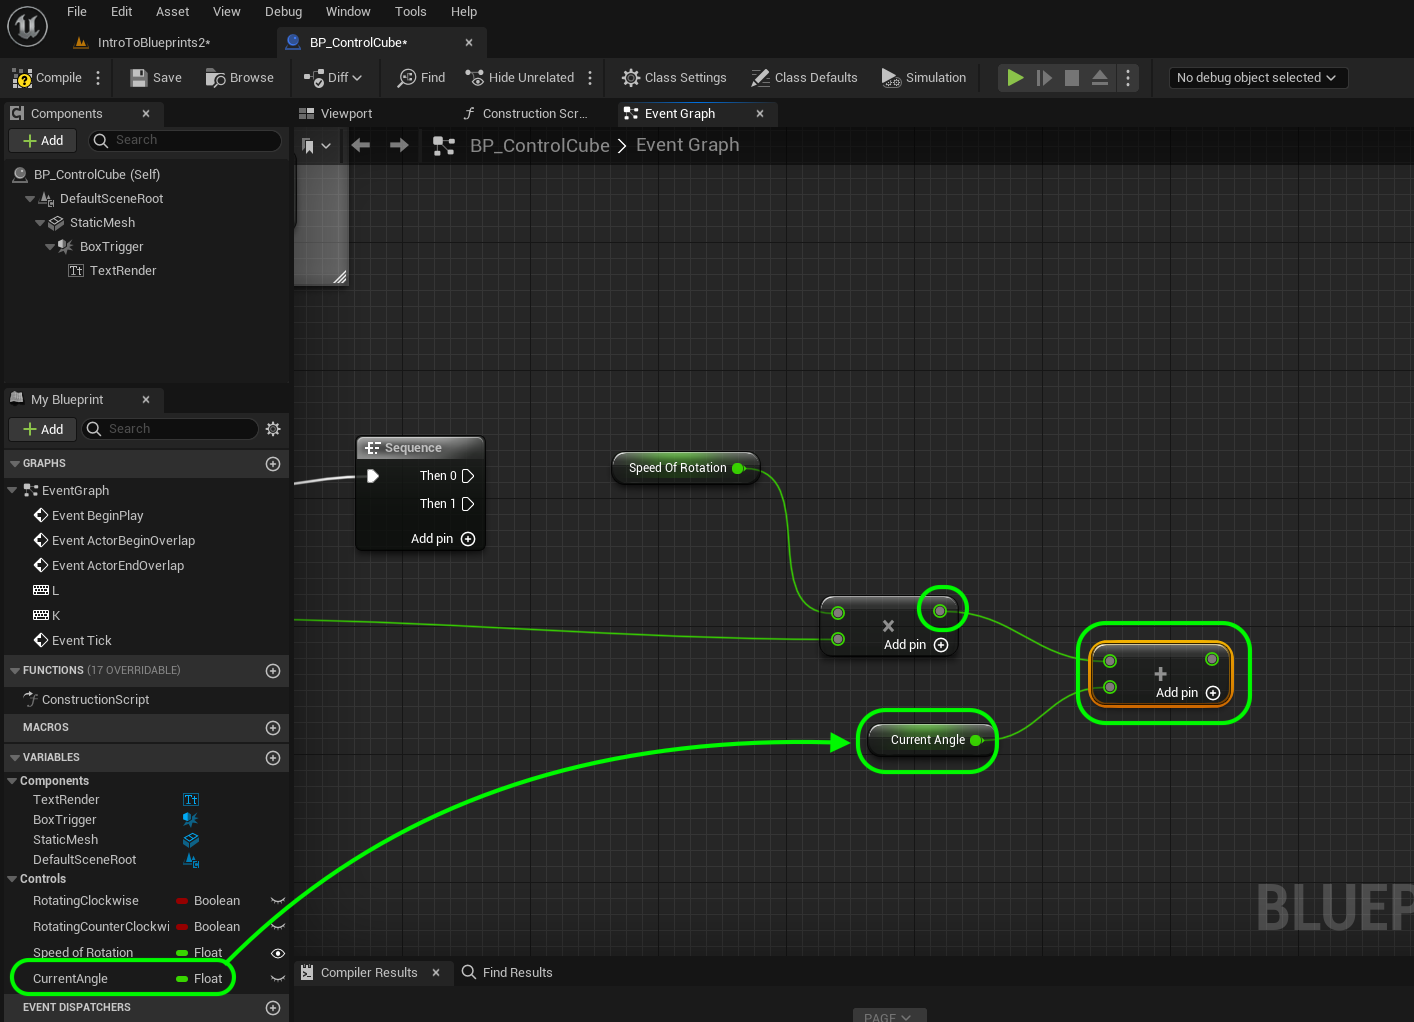 File Edit Asset View Debug Window Tools Help
IntroToBlueprints2*
BP_ControlCube*
Compile Save Browse Diff Find Hide Unrelated Class Settings Class Defaults Simulation No debug object selected
Components
Viewport Construction Scr... Event Graph
Add Search
BP_ControlCube > Event Graph
BP_ControlCube (Self)
DefaultSceneRoot
StaticMesh
BoxTrigger
Tt TextRender
My Blueprint
Add Search
GRAPHS
EventGraph
Event BeginPlay
Event ActorBeginOverlap
Event ActorEndOverlap
L
K
Event Tick
FUNCTIONS (17 OVERRIDABLE)
ConstructionScript
MACROS
VARIABLES
Components
TextRender Tt
BoxTrigger
StaticMesh
DefaultSceneRoot
Controls
RotatingClockwise Boolean
RotatingCounterClockwi Boolean
Speed of Rotation Float
CurrentAngle Float
EVENT DISPATCHERS
Sequence
Then 0
Then 1
Add pin
Speed Of Rotation
Add pin
Current Angle
Add pin
BLUEP
Compiler Results Find Results
PAGE